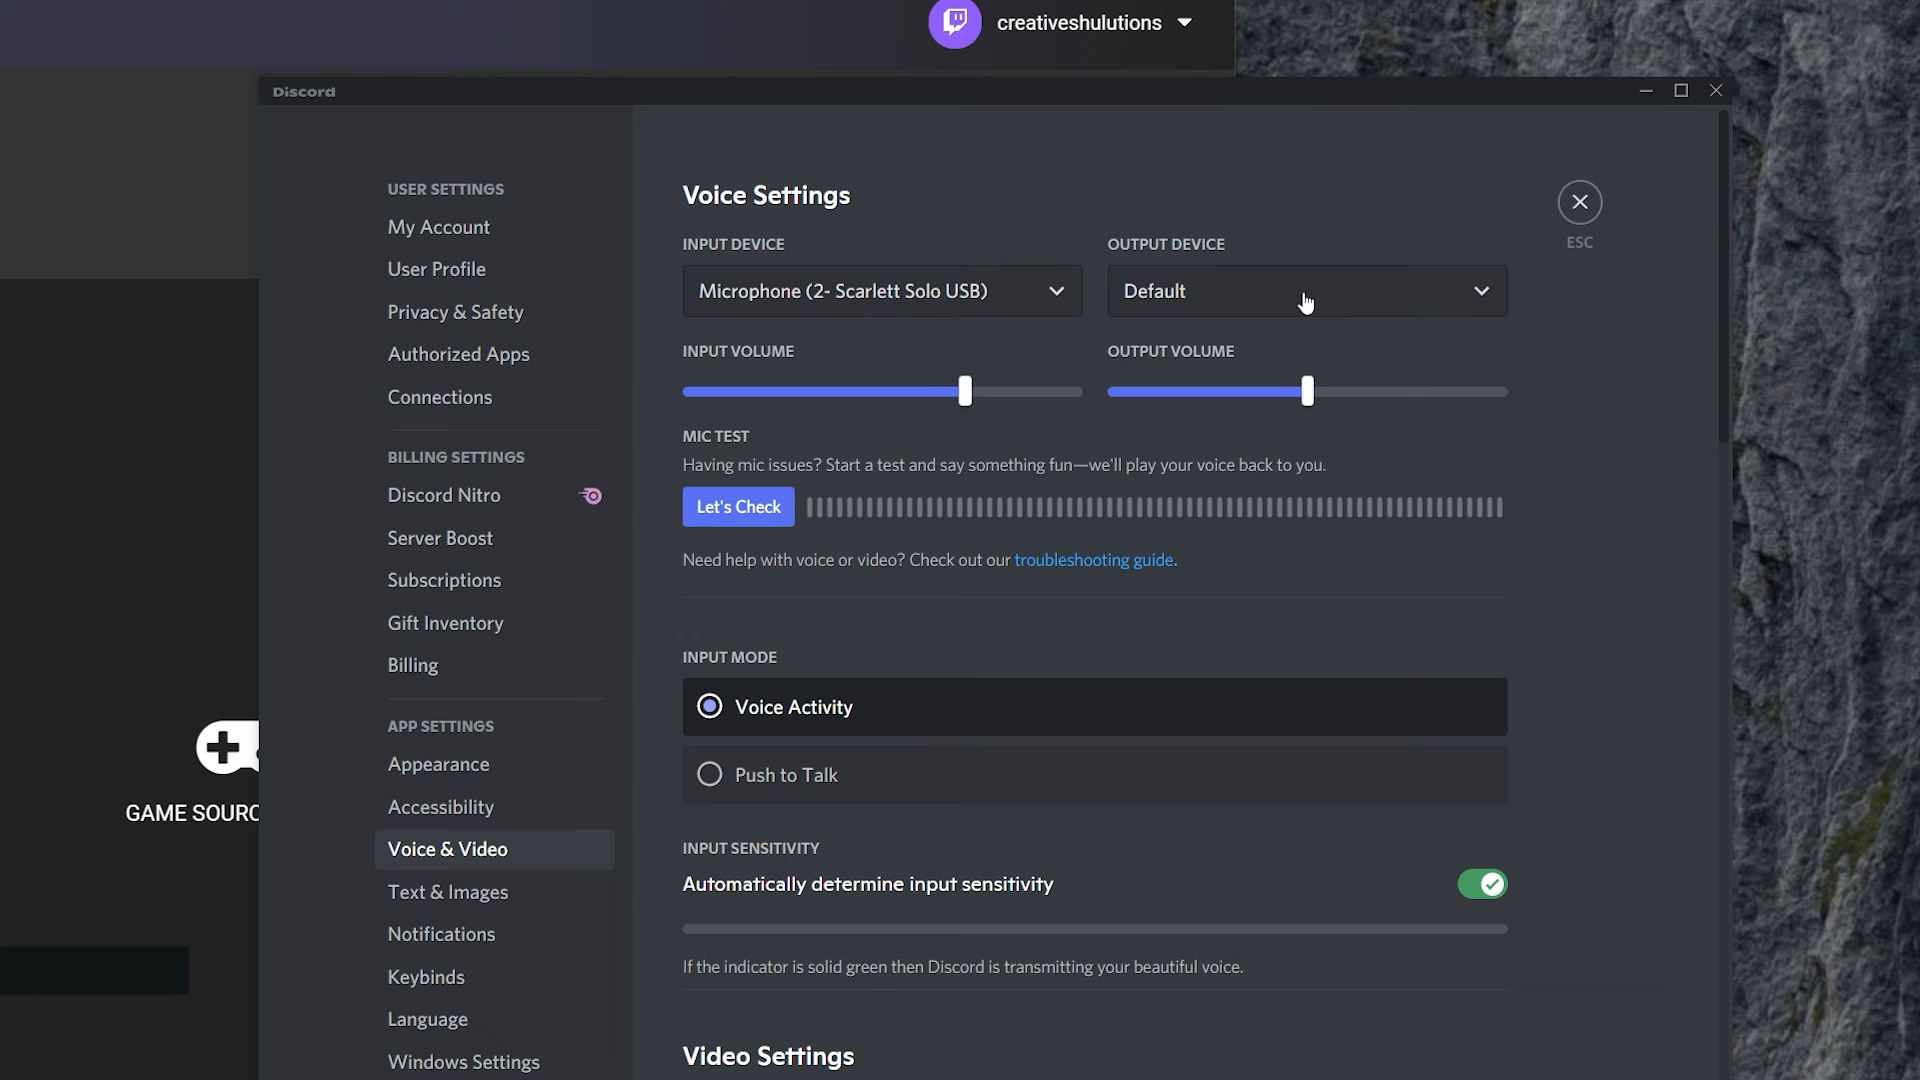 creativeshulutions
Discord
USER SETTINGS
My Account
User Profile
Privacy & Safety
Authorized Apps
Connections
BILLING SETTINGS
Discord Nitro
Server Boost
Subscriptions
Gift Inventory
Billing
APP SETTINGS
Appearance
Accessibility
Voice & Video
Text & Images
Notifications
Keybinds
Language
Windows Settings
Voice Settings
ESC
INPUT DEVICE
OUTPUT DEVICE
Microphone (2- Scarlett Solo USB)
Default
INPUT VOLUME
OUTPUT VOLUME
MIC TEST
Having mic issues? Start a test and say something fun—we'll play your voice back to you.
Let's Check
Need help with voice or video? Check out our troubleshooting guide.
INPUT MODE
Voice Activity
Push to Talk
INPUT SENSITIVITY
Automatically determine input sensitivity
If the indicator is solid green then Discord is transmitting your beautiful voice.
Video Settings
GAME SOURC